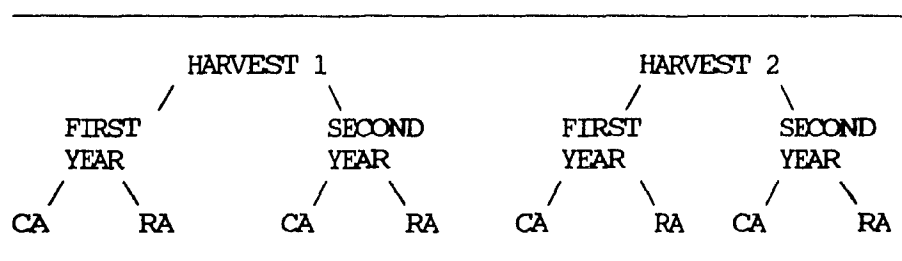 HARVEST 1 HARVEST 2
FIRST SECOND FIRST SECOND
YEAR YEAR YEAR YEAR
CA RA CA RA CA RA CA RA